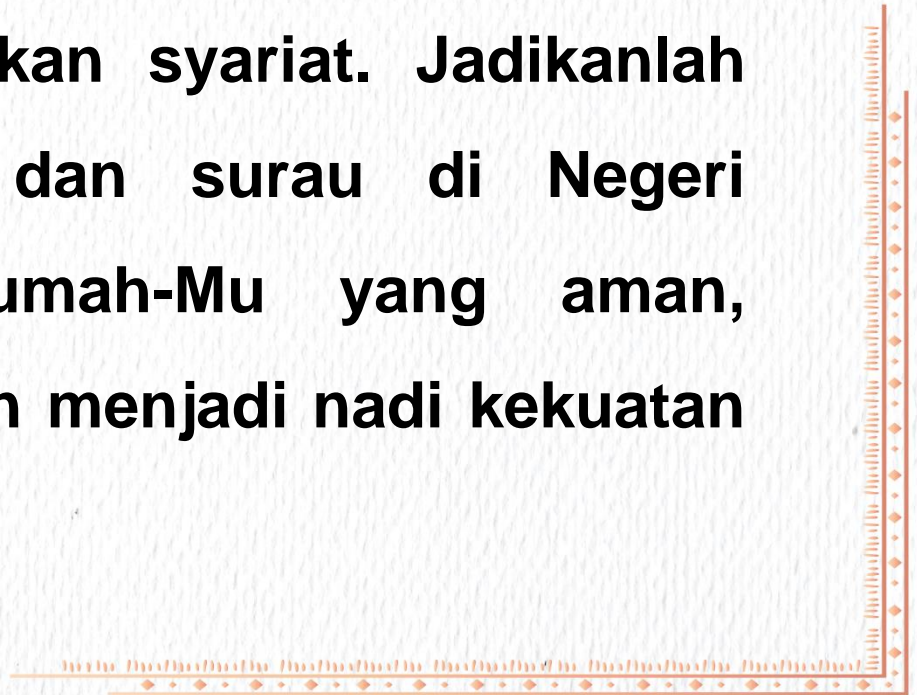 kan syariat. Jadikanlah
dan surau di Negeri
umah-Mu yang aman,
menjadi nadi kekuatan